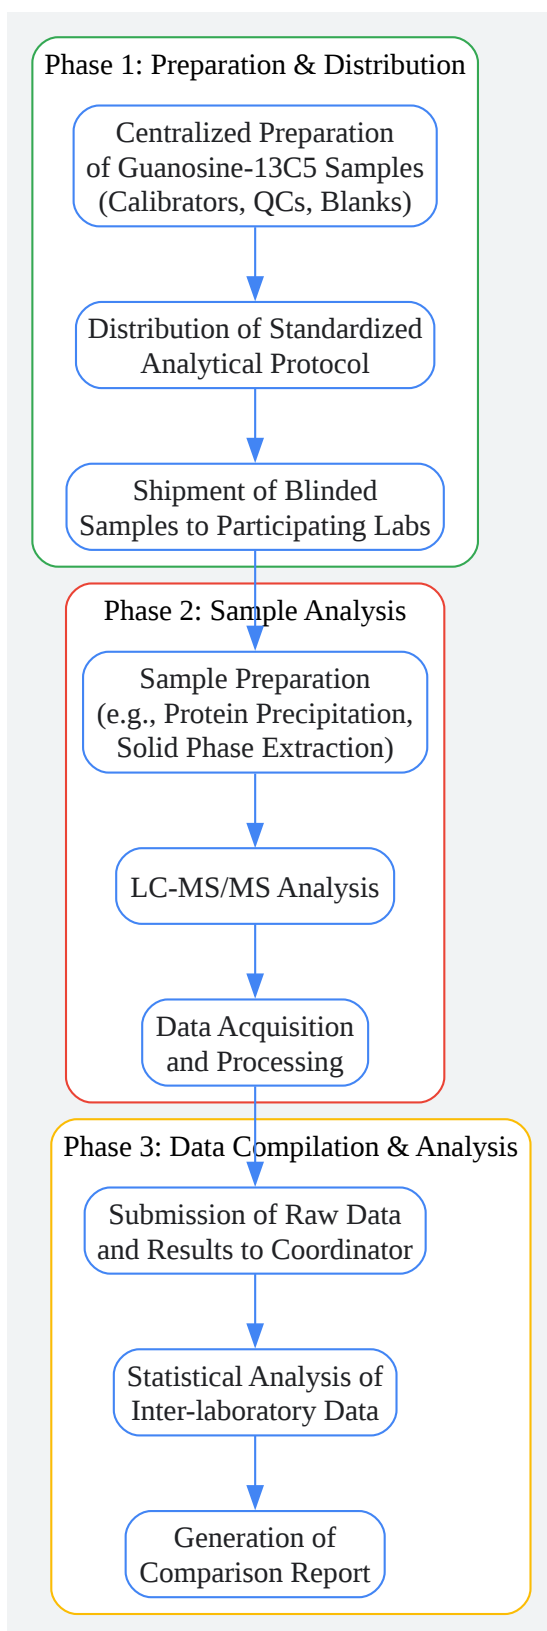 Phase 1: Preparation & Distribution
Centralized Preparation
of Guanosine-13C5 Samples
(Calibrators, QCs, Blanks)
Distribution of Standardized
Analytical Protocol
Shipment of Blinded
Samples to Participating Labs
Phase 2: Sample Analysis
Sample Preparation
(e.g., Protein Precipitation,
Solid Phase Extraction)
LC-MS/MS Analysis
Data Acquisition
and Processing
Phase 3: Data Compilation & Analysis
Submission of Raw Data
and Results to Coordinator
Statistical Analysis of
Inter-laboratory Data
Generation of
Comparison Report